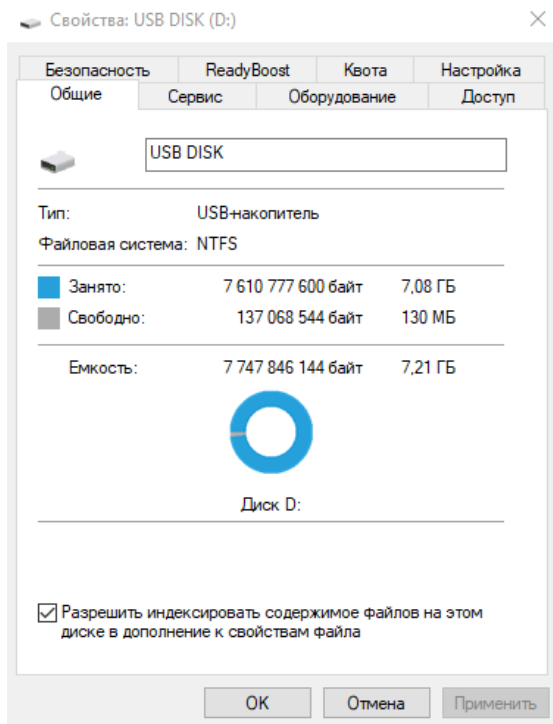 Свойства: USB DISK (D:)
Безопасность ReadyBoost Квота Настройка
Общие Сервис Оборудование Доступ
USB DISK
Тип: USB-накопитель
Файловая система: NTFS
Занято: 7 610 777 600 байт 7,08 ГБ
Свободно: 137 068 544 байт 130 МБ
Емкость: 7 747 846 144 байт 7,21 ГБ
Диск D:
Разрешить индексировать содержимое файлов на этом
диске в дополнение к свойствам файла
OK Отмена Применить